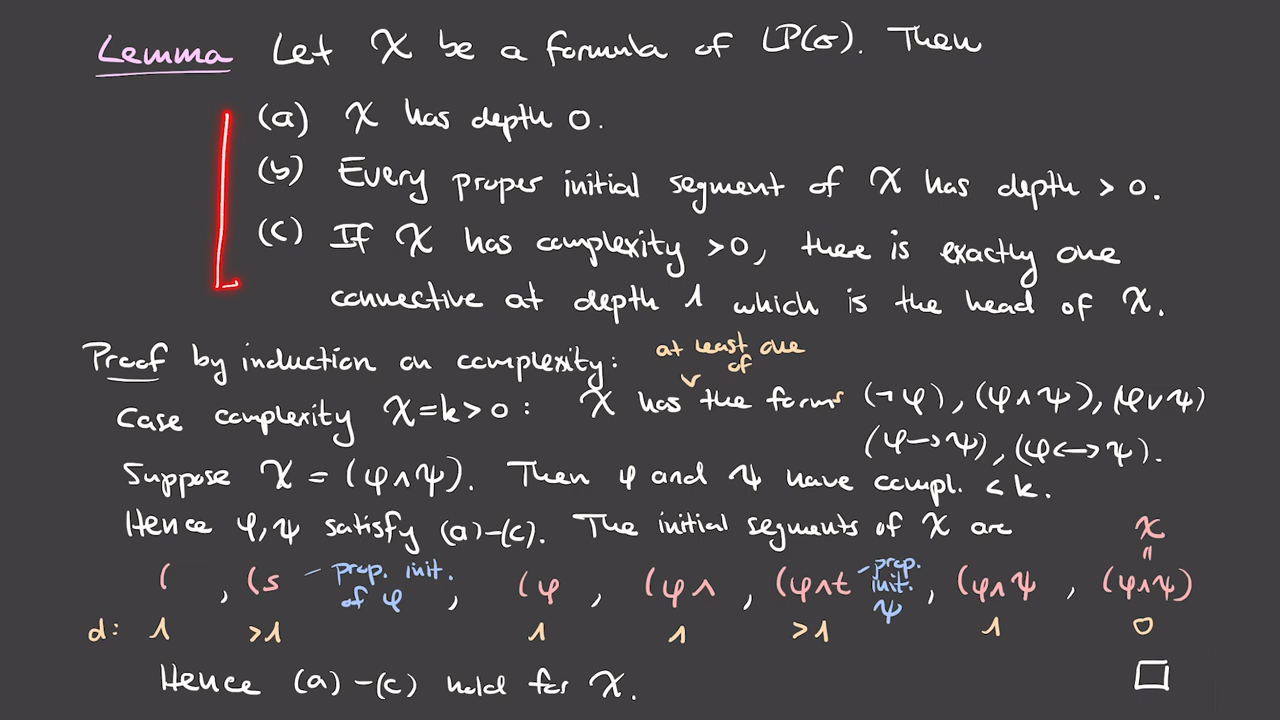 Lemma Let χ be a formula of LP(σ). Then
(a) χ has depth 0.
(b) Every proper initial segment of χ has depth > 0.
(c) If χ has complexity >0, there is exactly one
connective at depth 1 which is the head of χ.
Proof by induction on complexity:
at least one
of
Case complexity χ=k>0: χ has the forms (¬φ), (φ∧ψ), (φ∨ψ)
(φ→ψ), (φ↔ψ).
Suppose χ = (φ∧ψ). Then φ and ψ have compl. <k.
Hence φ,ψ satisfy (a)-(c). The initial segments of χ are
χ
=
( , (s – prop. init. of φ , (φ , (φ∧ , (φ∧t – prop. init. ψ , (φ∧ψ , (φ∧ψ)
d: 1 >1 1 1 >1 1 0
Hence (a)-(c) hold for χ. □